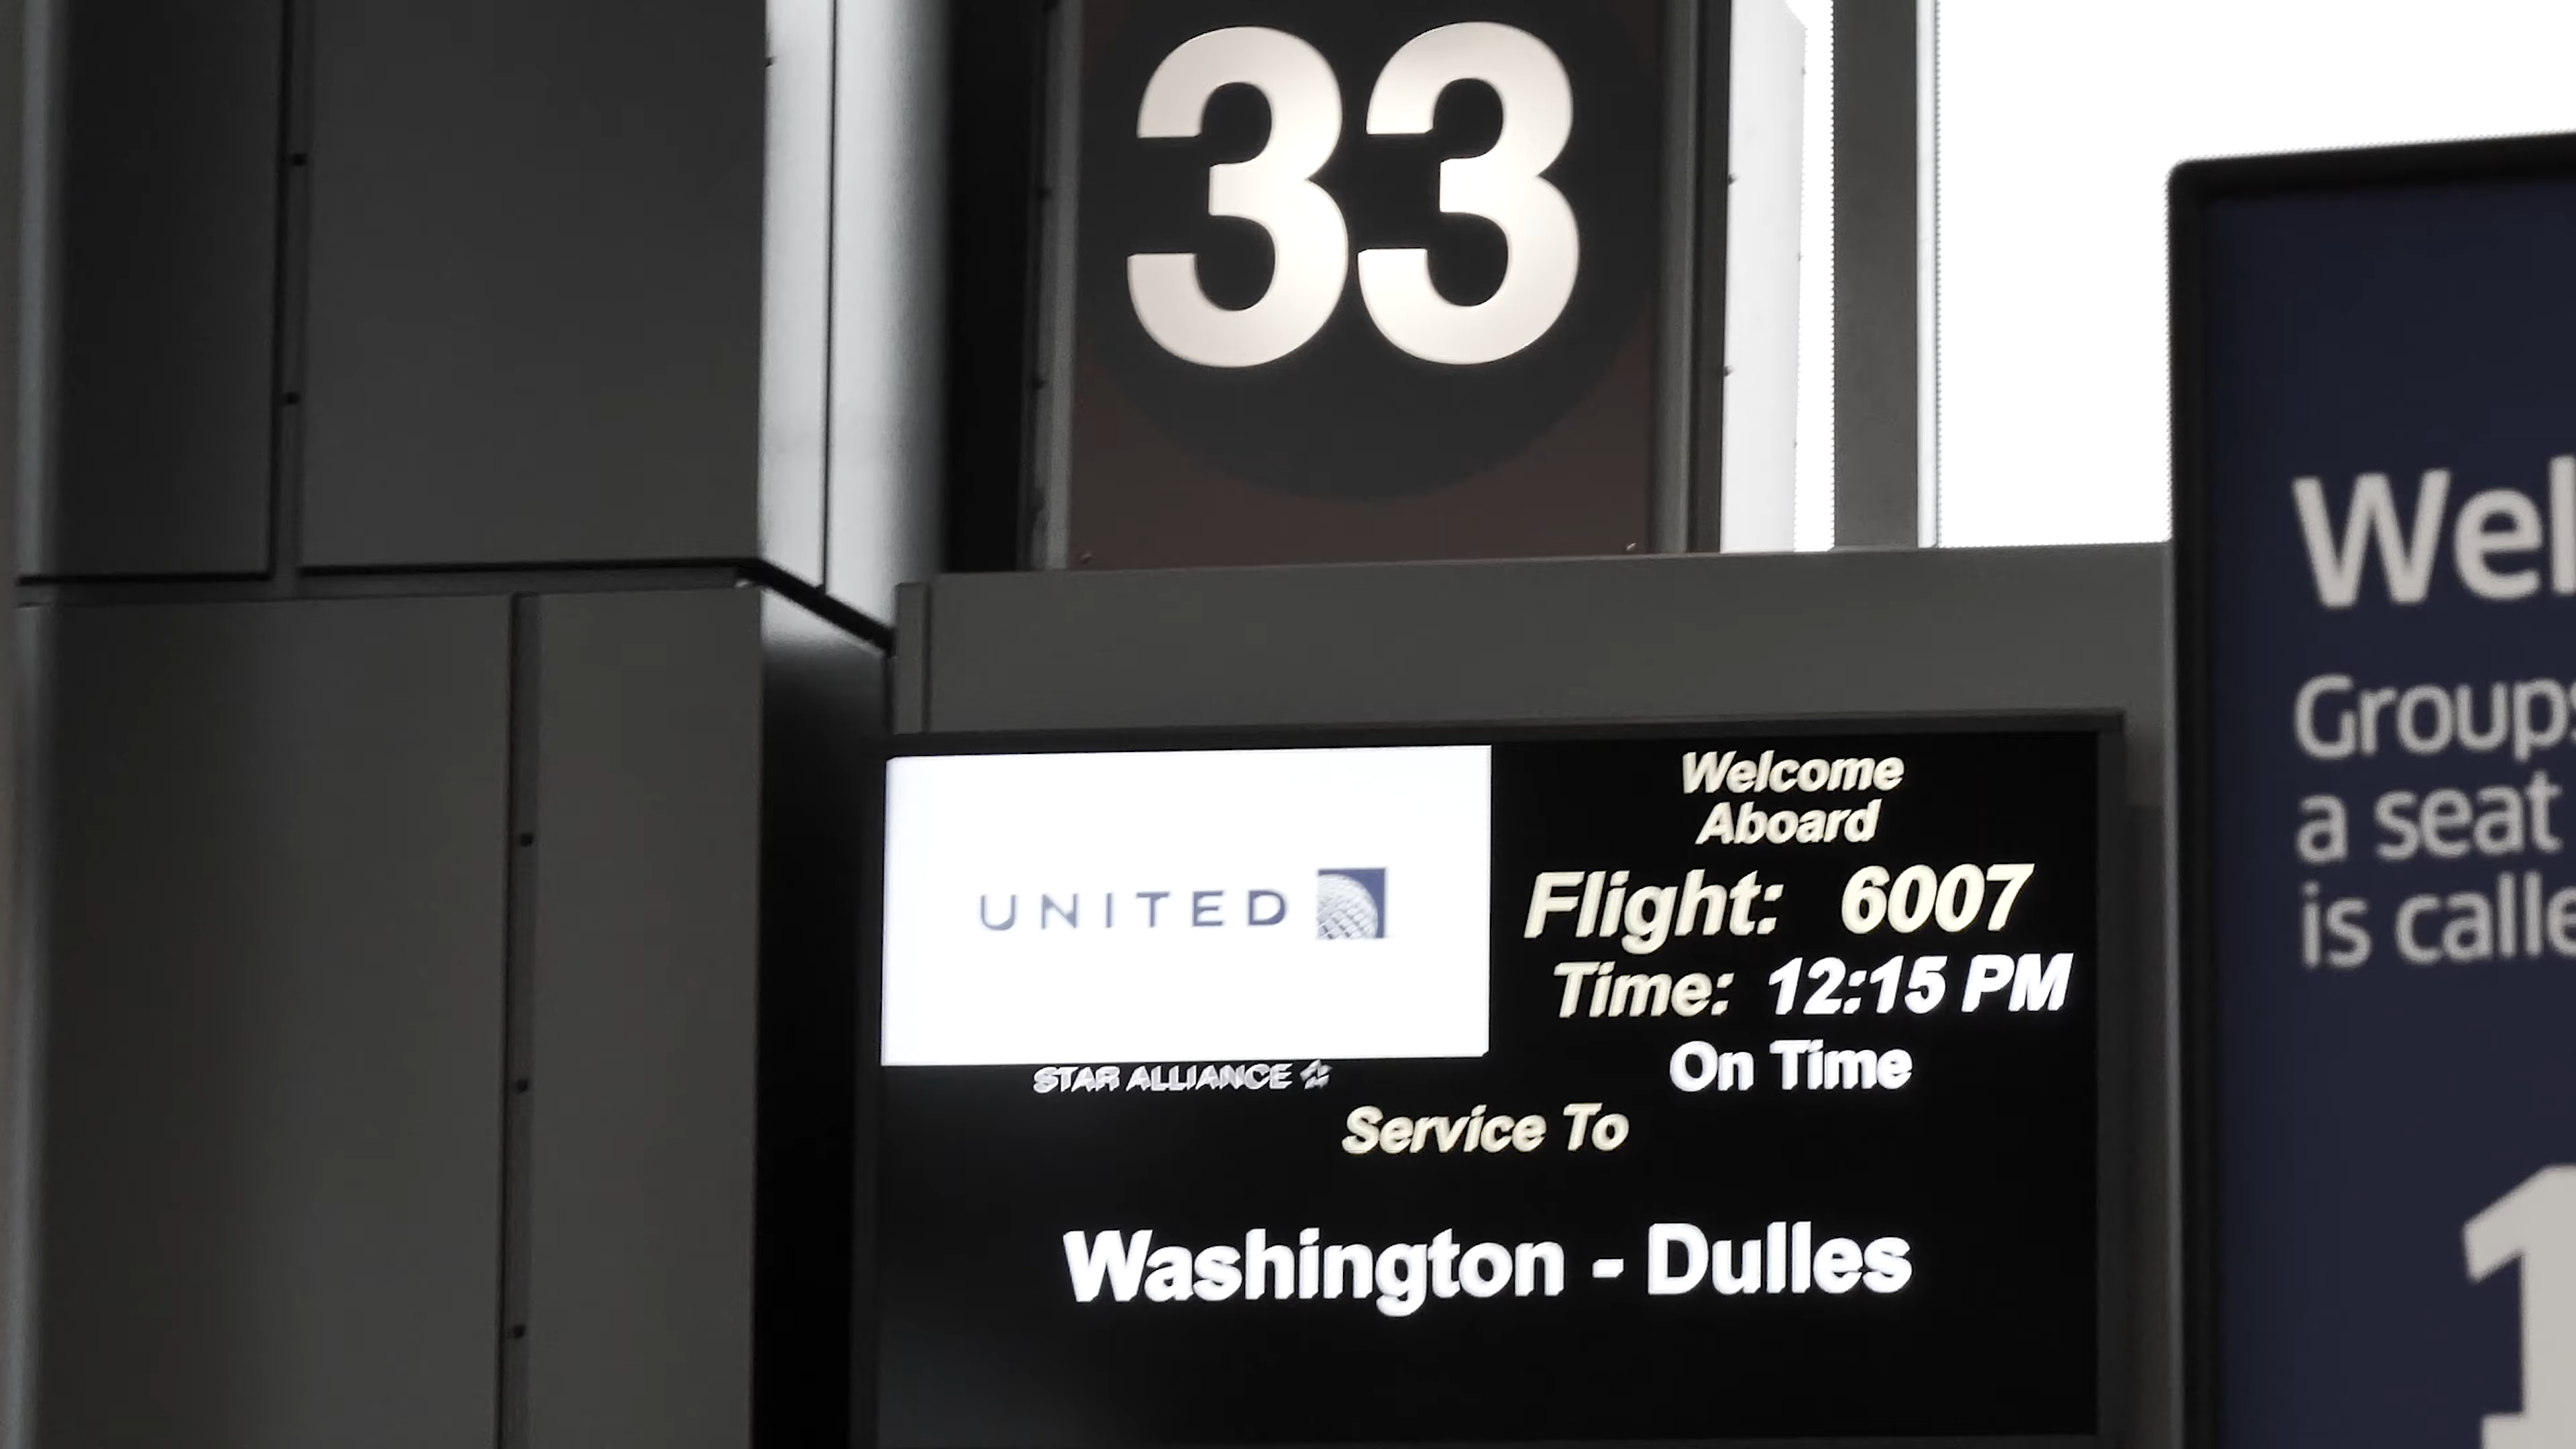 33
UNITED
STAR ALLIANCE
Welcome
Aboard
Flight: 6007
Time: 12:15 PM
On Time
Service To
Washington - Dulles
Wel
Groups
a seat
is calle
1